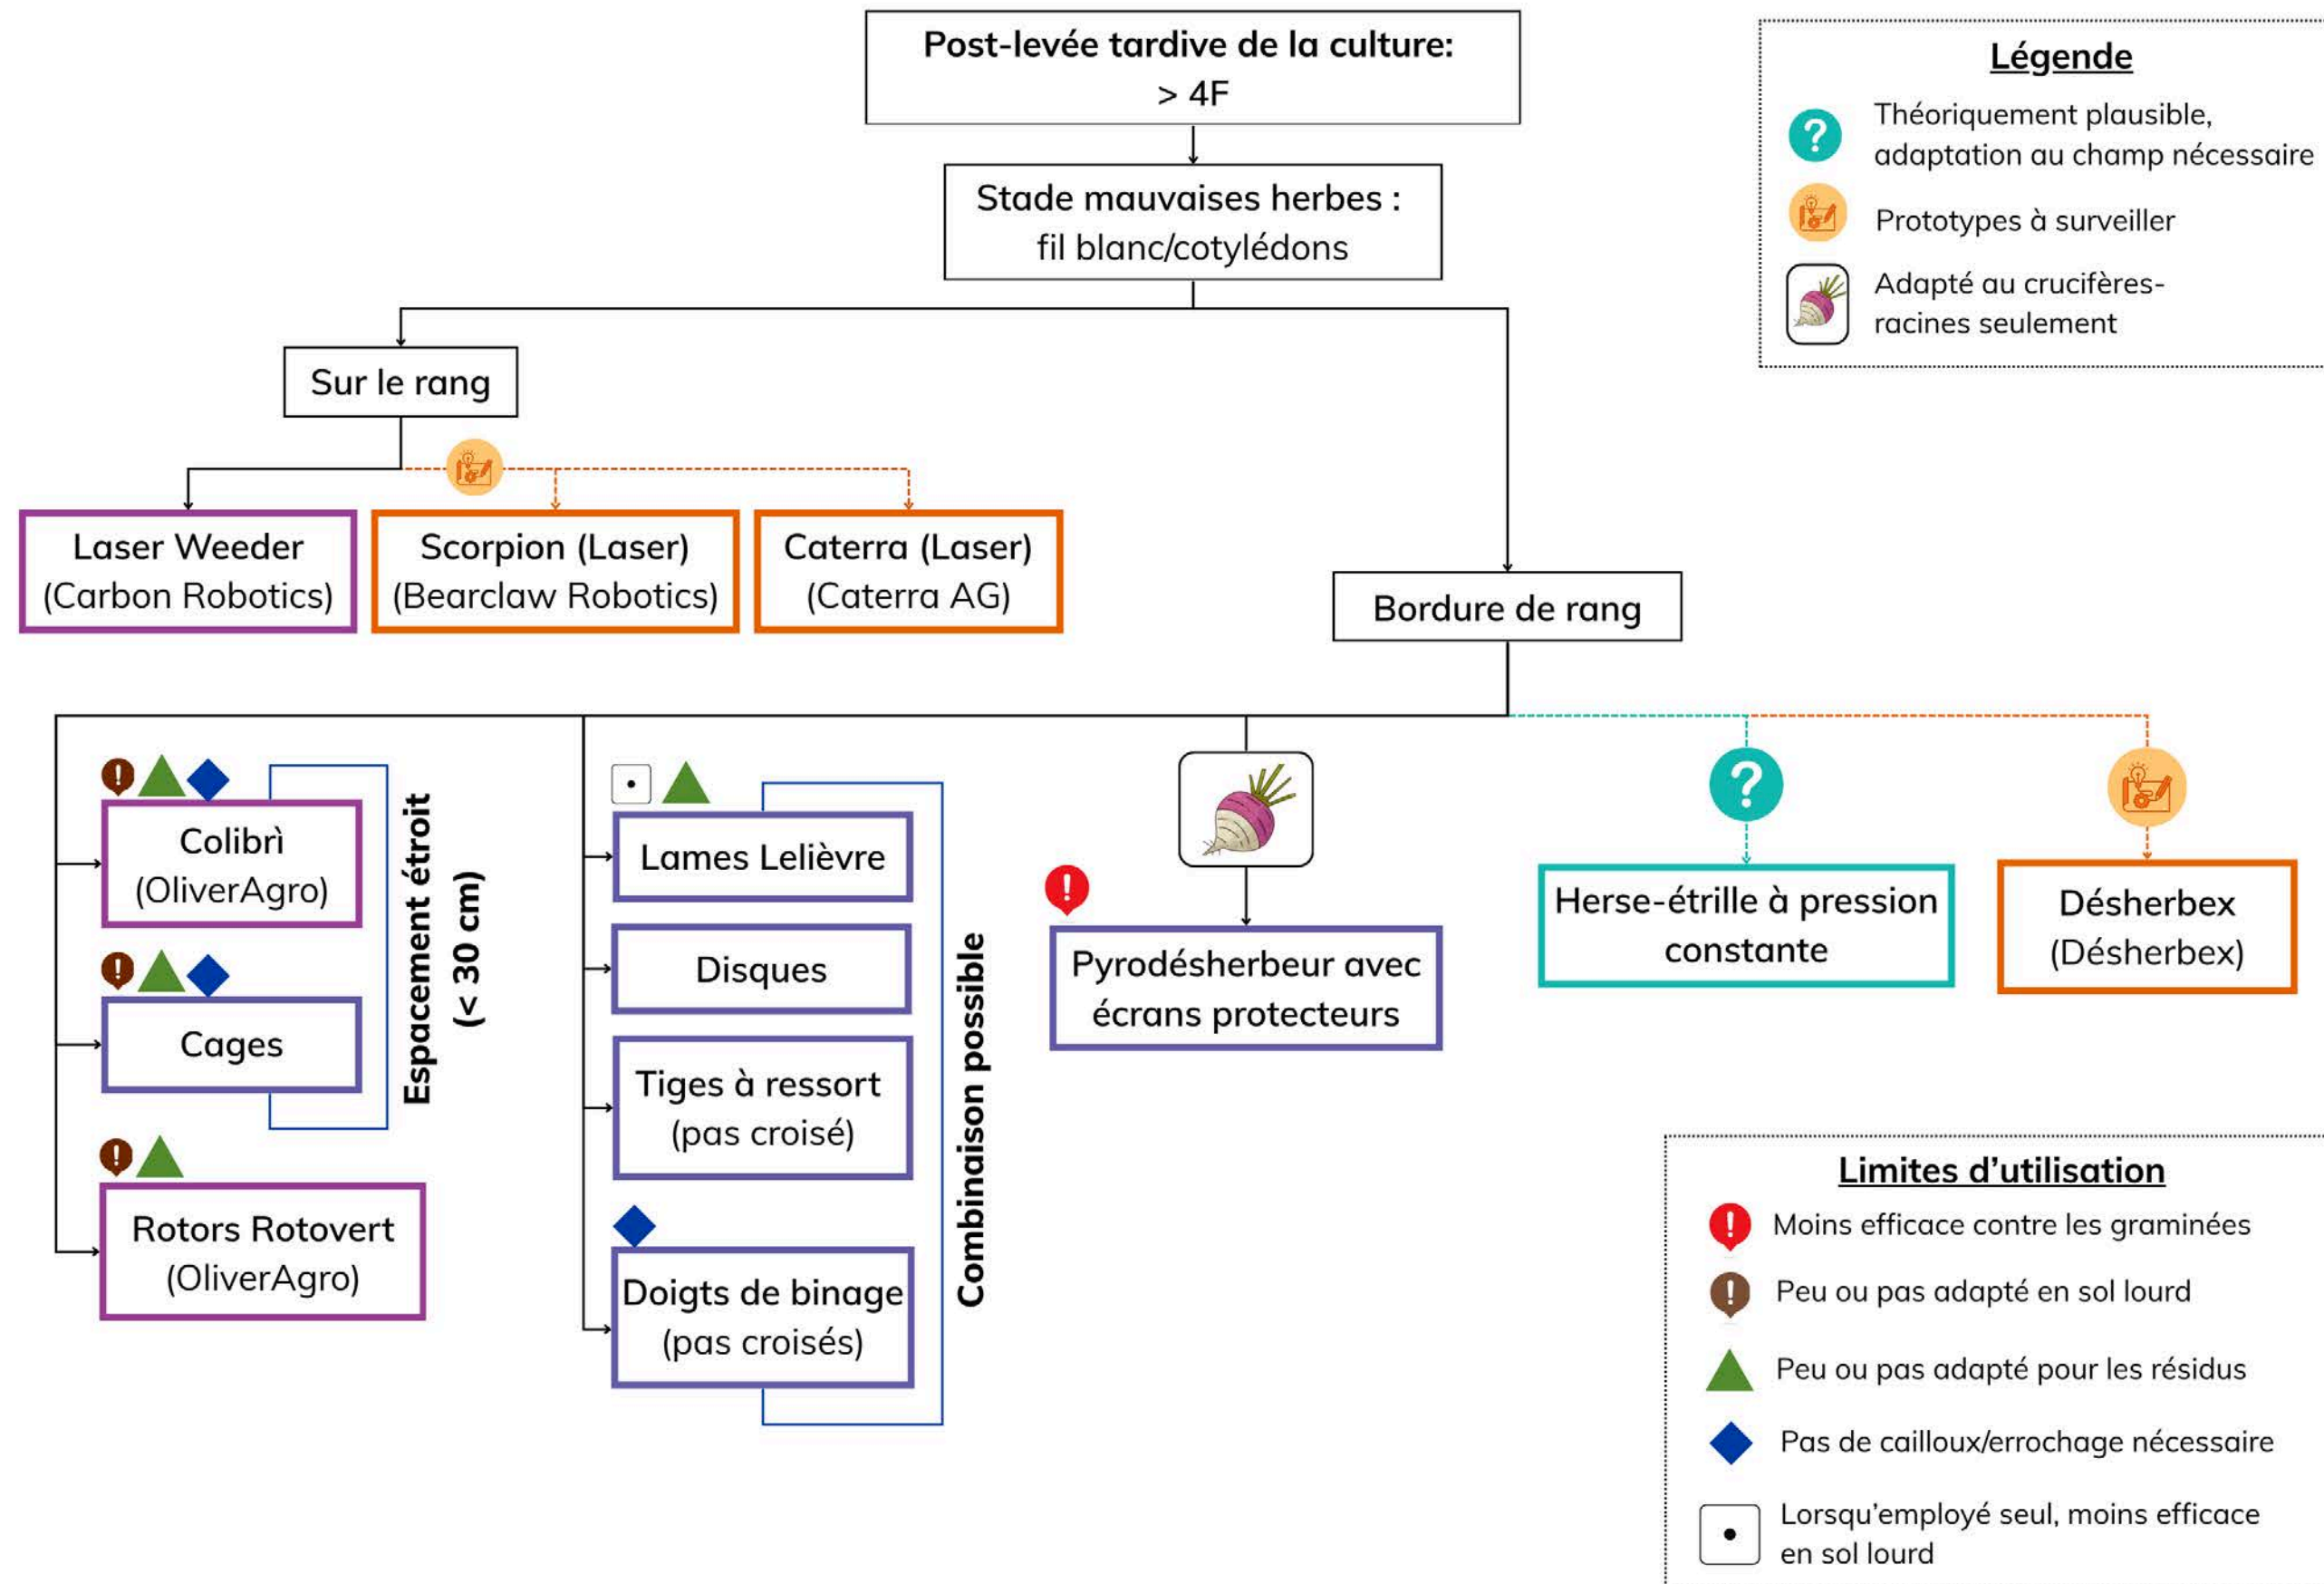 Post-levée tardive de la culture:
> 4F
Stade mauvaises herbes :
fil blanc/cotylédons
Légende
?
Théoriquement plausible,
adaptation au champ nécessaire
Prototypes à surveiller
Adapté au crucifères-
racines seulement
Sur le rang
Laser Weeder
(Carbon Robotics)
Scorpion (Laser)
(Bearclaw Robotics)
Caterra (Laser)
(Caterra AG)
Bordure de rang
!
Colibrì
(OliverAgro)
!
Cages
!
Rotors Rotovert
(OliverAgro)
Espacement étroit
(< 30 cm)
Lames Lelièvre
Disques
Tiges à ressort
(pas croisé)
Doigts de binage
(pas croisés)
Combinaison possible
!
Pyrodésherbeur avec
écrans protecteurs
?
Herse-étrille à pression
constante
Désherbex
(Désherbex)
Limites d’utilisation
!
Moins efficace contre les graminées
!
Peu ou pas adapté en sol lourd
Peu ou pas adapté pour les résidus
Pas de cailloux/errochage nécessaire
Lorsqu’employé seul, moins efficace
en sol lourd